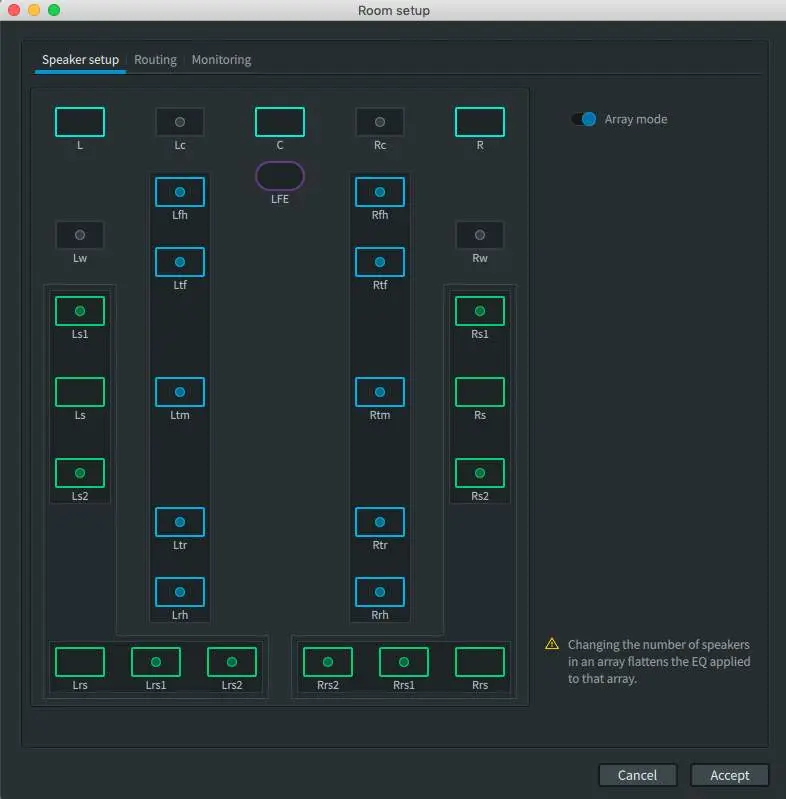 Room setup
Speaker setup
Routing
Monitoring
Array mode
L
Lc
C
Rc
R
LFE
Lfh
Rfh
Lw
Rw
Ltf
Rtf
Ls1
Rs1
Ls
Ltm
Rtm
Rs
Ls2
Rs2
Ltr
Rtr
Lrh
Rrh
Lrs
Lrs1
Lrs2
Rrs2
Rrs1
Rrs
Changing the number of speakers
in an array flattens the EQ applied
to that array.
Cancel
Accept